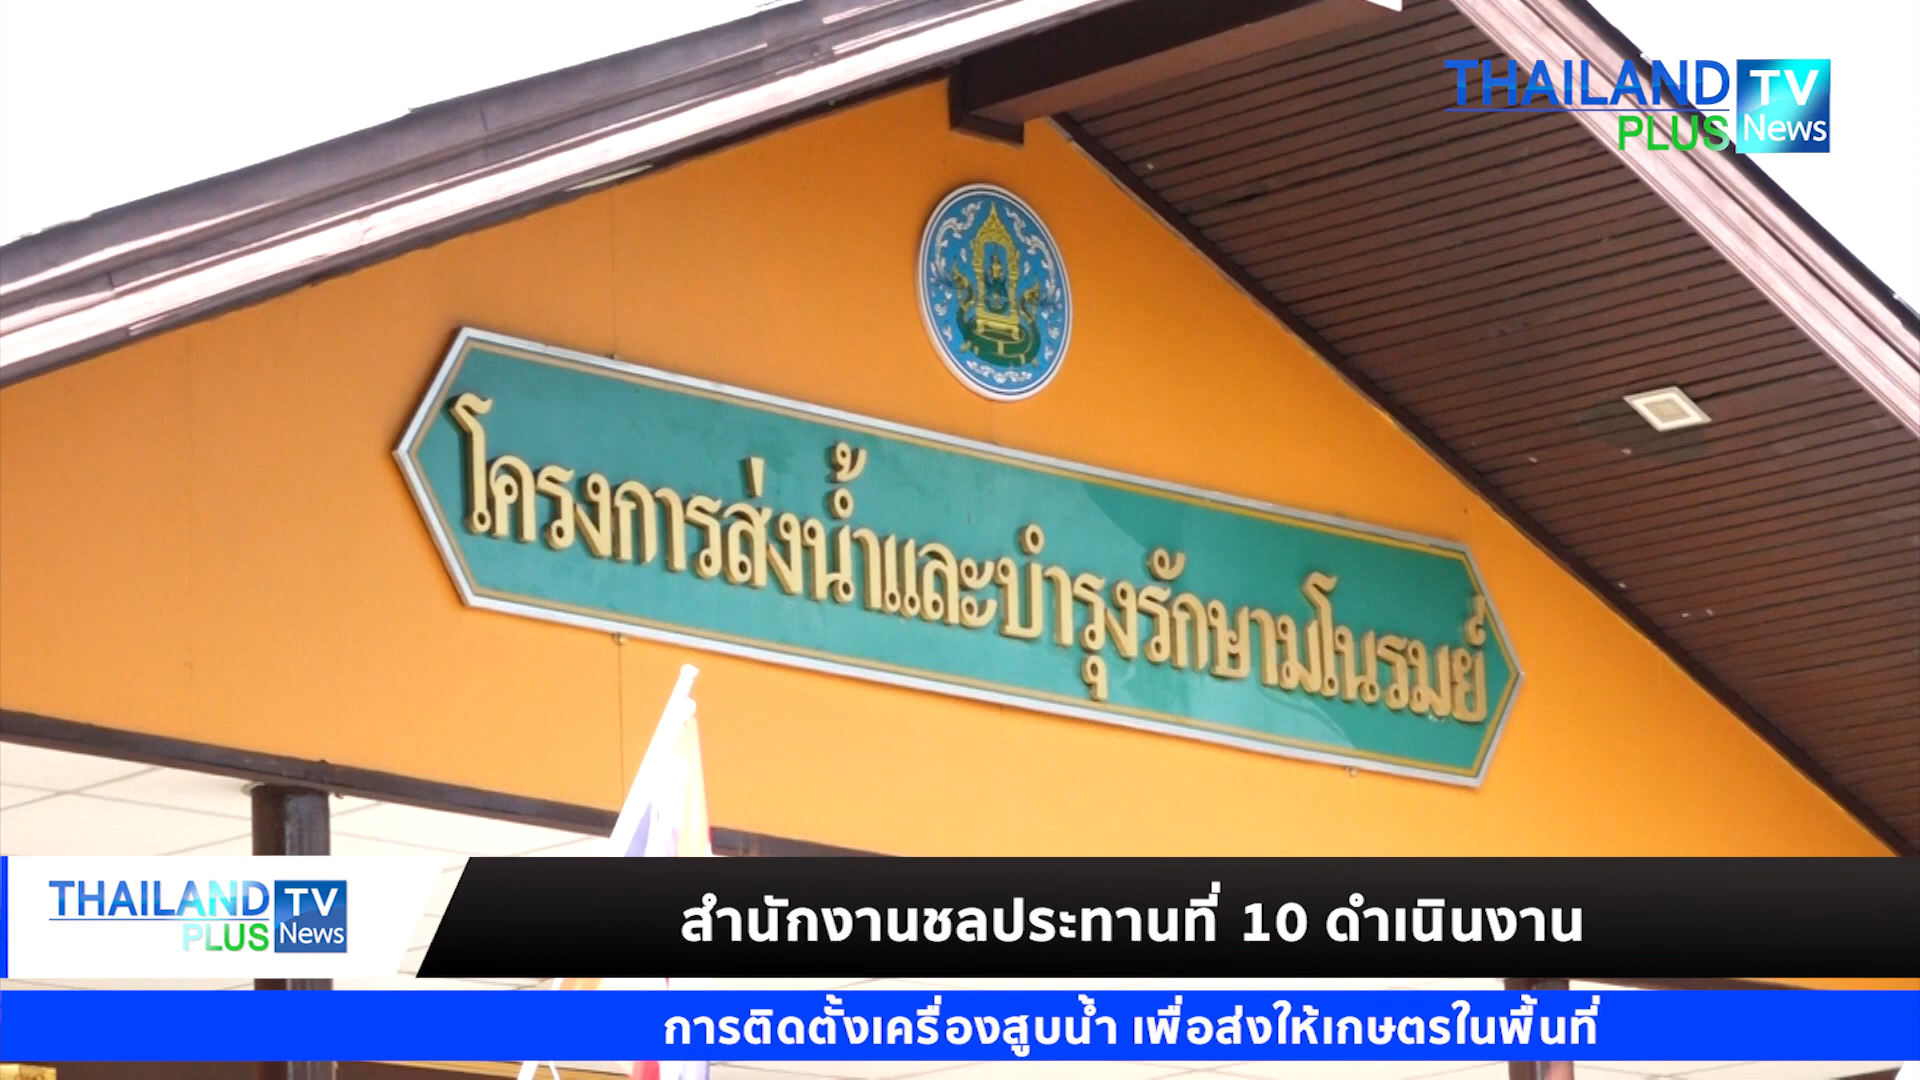 THAILAND TV
PLUS News
โครงการส่งน้ำและบำรุงรักษามโนรมย์
THAILAND TV
PLUS News
สำนักงานชลประทานที่ 10 ดำเนินงาน
การติดตั้งเครื่องสูบน้ำ เพื่อส่งให้เกษตรในพื้นที่